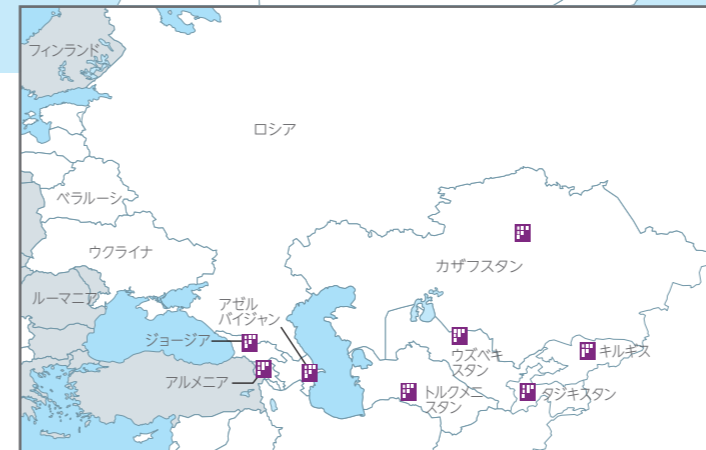 フィンランド
ロシア
ベラルーシ
ウクライナ
カザフスタン
ルーマニア
アゼル
バイジャン
ジョージア
アルメニア
ウズベキ
スタン
キルギス
トルクメニ
スタン
タジキスタン